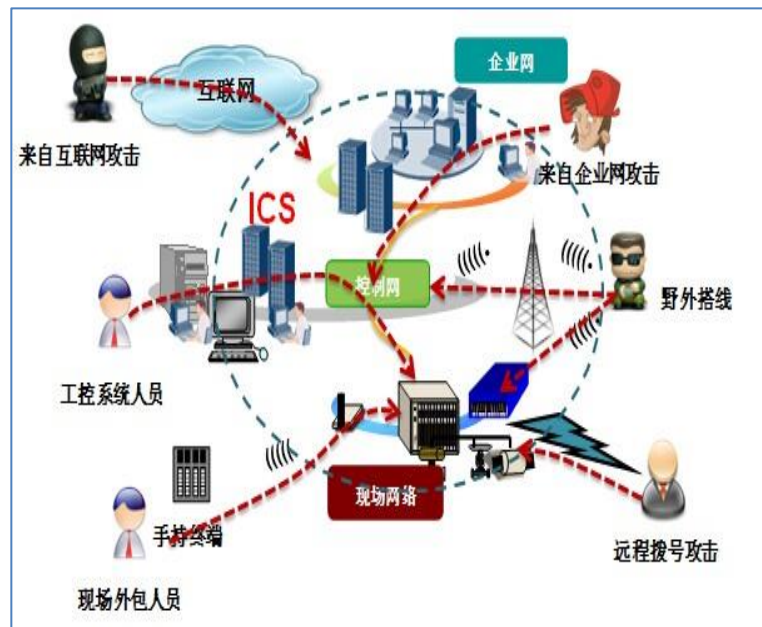 企业网
互联网
来自互联网攻击
来自企业网攻击
ICS
控制网
野外搭线
工控系统人员
现场网络
手持终端
远程拨号攻击
现场外包人员